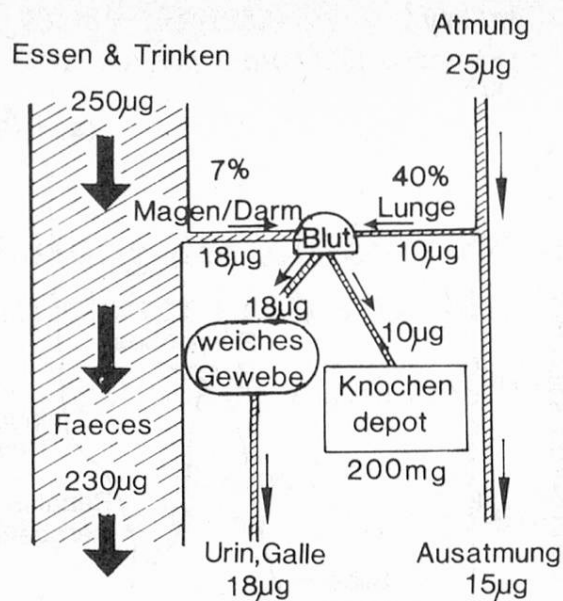 Atmung
25µg
Essen & Trinken
250µg
7%
Magen/Darm
18µg
40%
Lunge
10µg
Blut
18µg
10µg
weiches
Gewebe
Knochen
depot
200mg
Faeces
230µg
Urin,Galle
18µg
Ausatmung
15µg